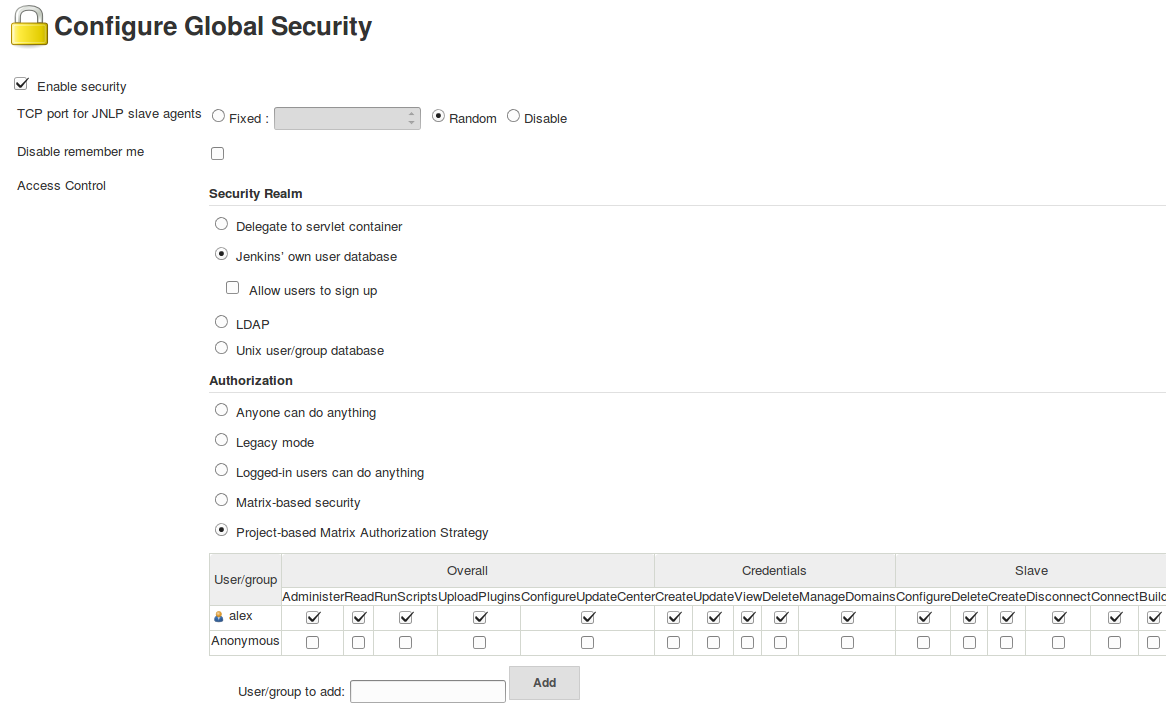 Configure Global Security
Enable security
TCP port for JNLP slave agents Fixed : Random Disable
Disable remember me
Access Control
Security Realm
Delegate to servlet container
Jenkins' own user database
Allow users to sign up
LDAP
Unix user/group database
Authorization
Anyone can do anything
Legacy mode
Logged-in users can do anything
Matrix-based security
Project-based Matrix Authorization Strategy
User/group Overall Credentials Slave
Administer Read RunScripts UploadPlugins ConfigureUpdateCenter Create Update View Delete ManageDomains Configure Delete Create Disconnect Connect Build
alex
Anonymous
User/group to add: Add